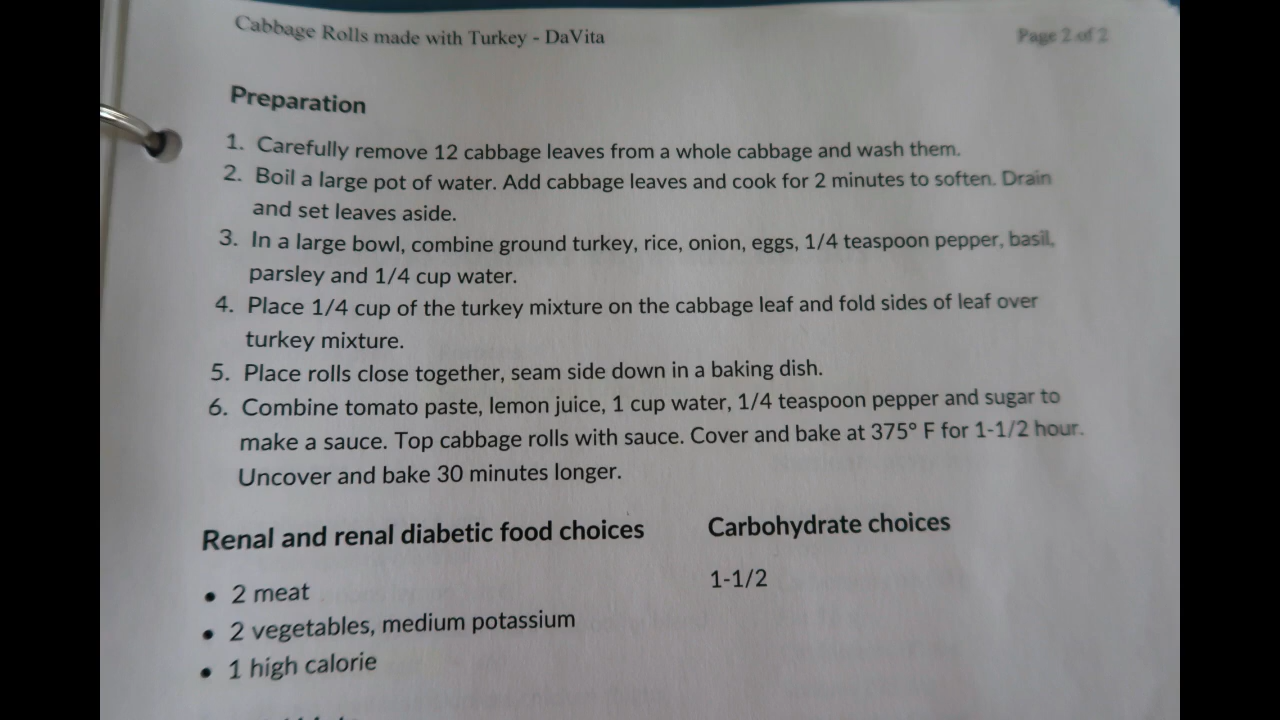 Cabbage Rolls made with Turkey - DaVita
Page 2 of 2
Preparation
1. Carefully remove 12 cabbage leaves from a whole cabbage and wash them.
2. Boil a large pot of water. Add cabbage leaves and cook for 2 minutes to soften. Drain
and set leaves aside.
3. In a large bowl, combine ground turkey, rice, onion, eggs, 1/4 teaspoon pepper, basil,
parsley and 1/4 cup water.
4. Place 1/4 cup of the turkey mixture on the cabbage leaf and fold sides of leaf over
turkey mixture.
5. Place rolls close together, seam side down in a baking dish.
6. Combine tomato paste, lemon juice, 1 cup water, 1/4 teaspoon pepper and sugar to
make a sauce. Top cabbage rolls with sauce. Cover and bake at 375° F for 1-1/2 hour.
Uncover and bake 30 minutes longer.
Renal and renal diabetic food choices
• 2 meat
• 2 vegetables, medium potassium
• 1 high calorie
Carbohydrate choices
1-1/2